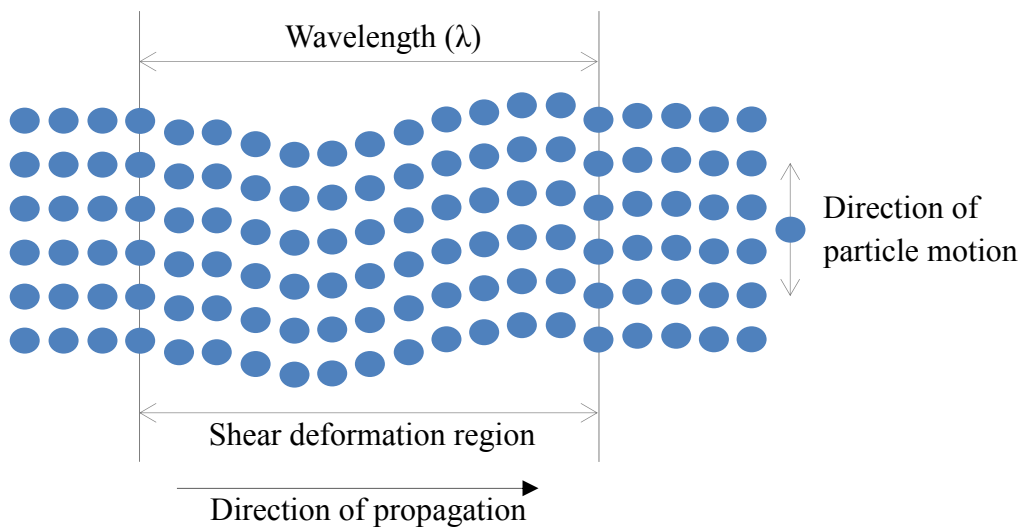 Wavelength (λ)
Direction of
particle motion
Shear deformation region
Direction of propagation